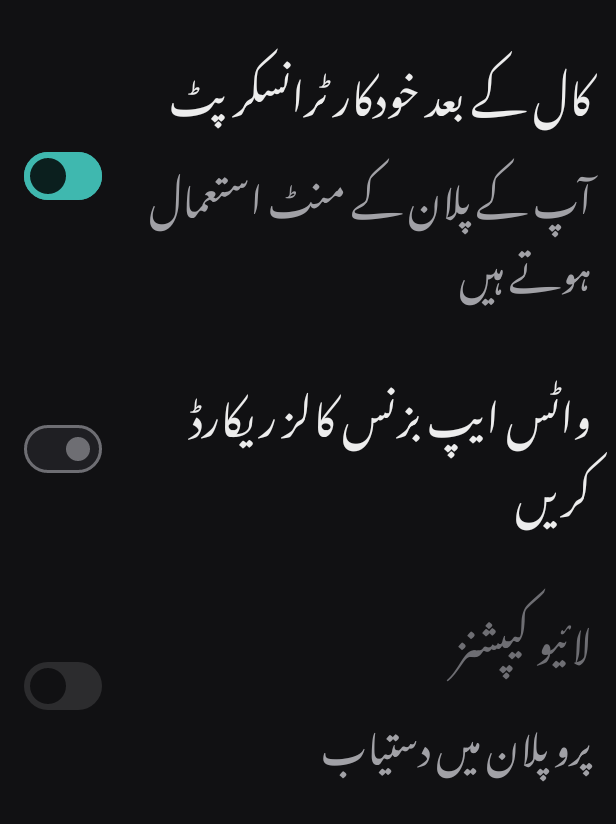 کال کے بعد خودکار ٹرانسکرپٹ
آپ کے پلان کے منٹ استعمال
ہوتے ہیں
واٹس ایپ بزنس کالز ریکارڈ
کریں
لائیو کیپشنز
پرو پلان میں دستیاب